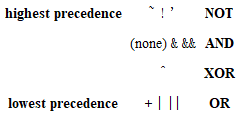 highest precedence ~ ! ' NOT
(none) & && AND
^ XOR
lowest precedence + | || OR